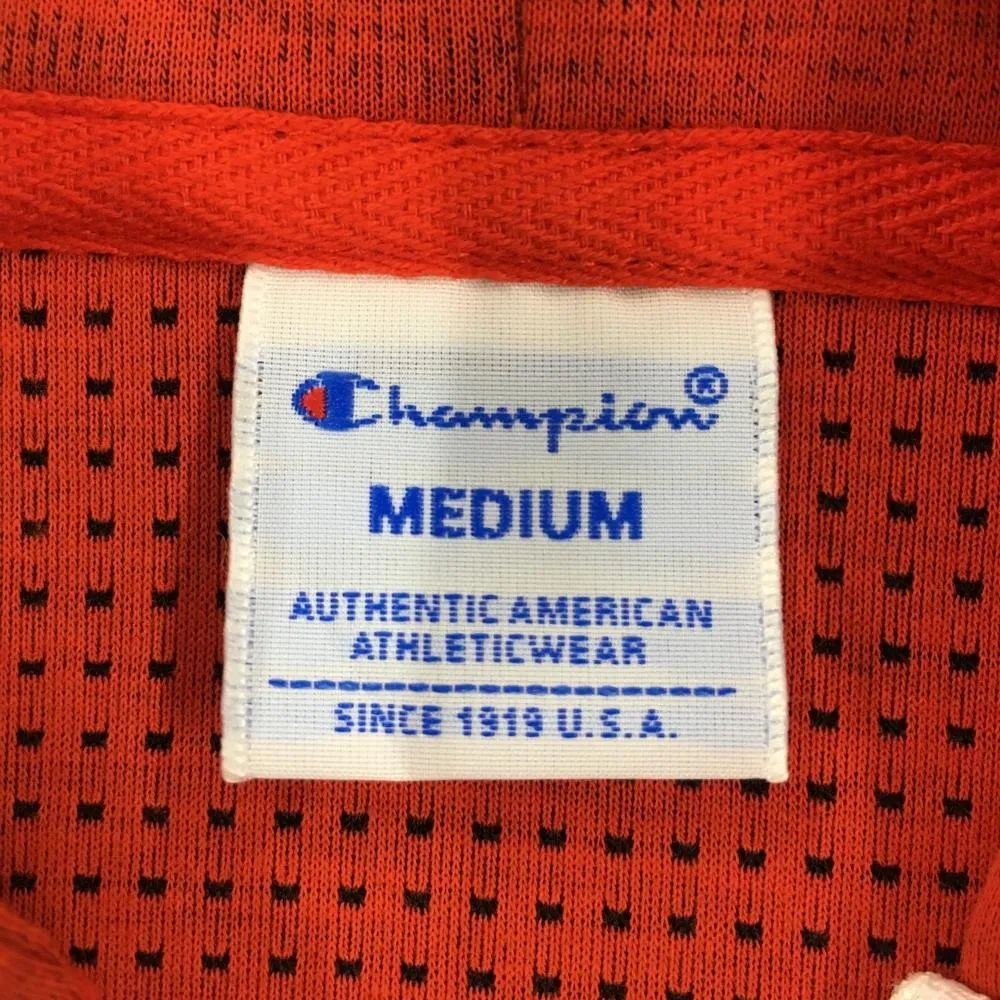 Champion®
MEDIUM
AUTHENTIC AMERICAN
ATHLETICWEAR
SINCE 1919 U.S.A.